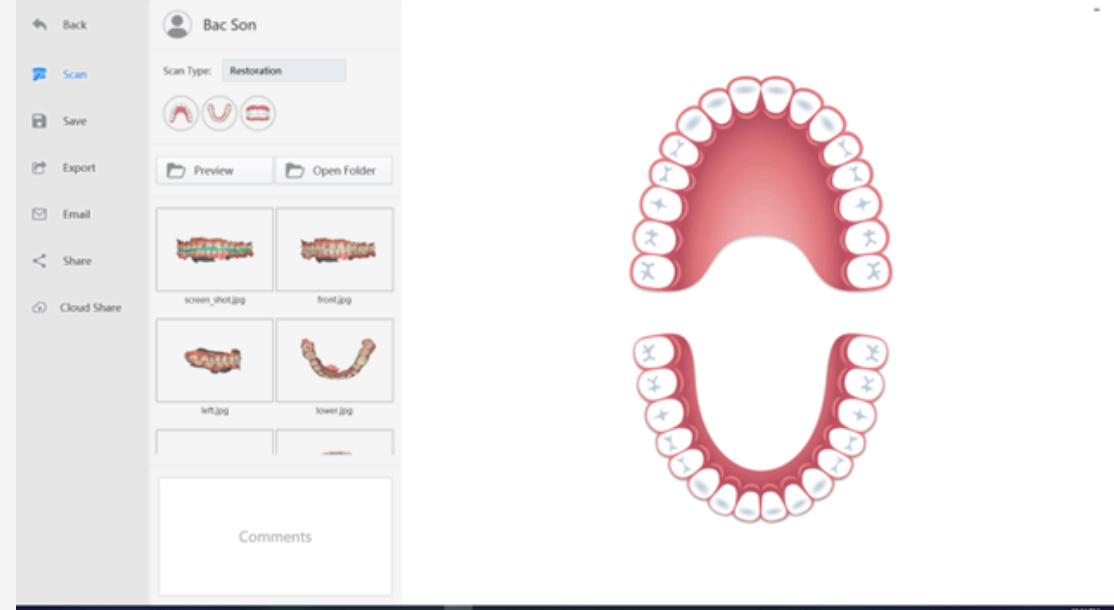 Back
Scan
Save
Export
Email
Share
Cloud Share
Bac Son
Scan Type: Restoration
Preview
Open Folder
screen_shot.jpg
front.jpg
left.jpg
lower.jpg
Comments